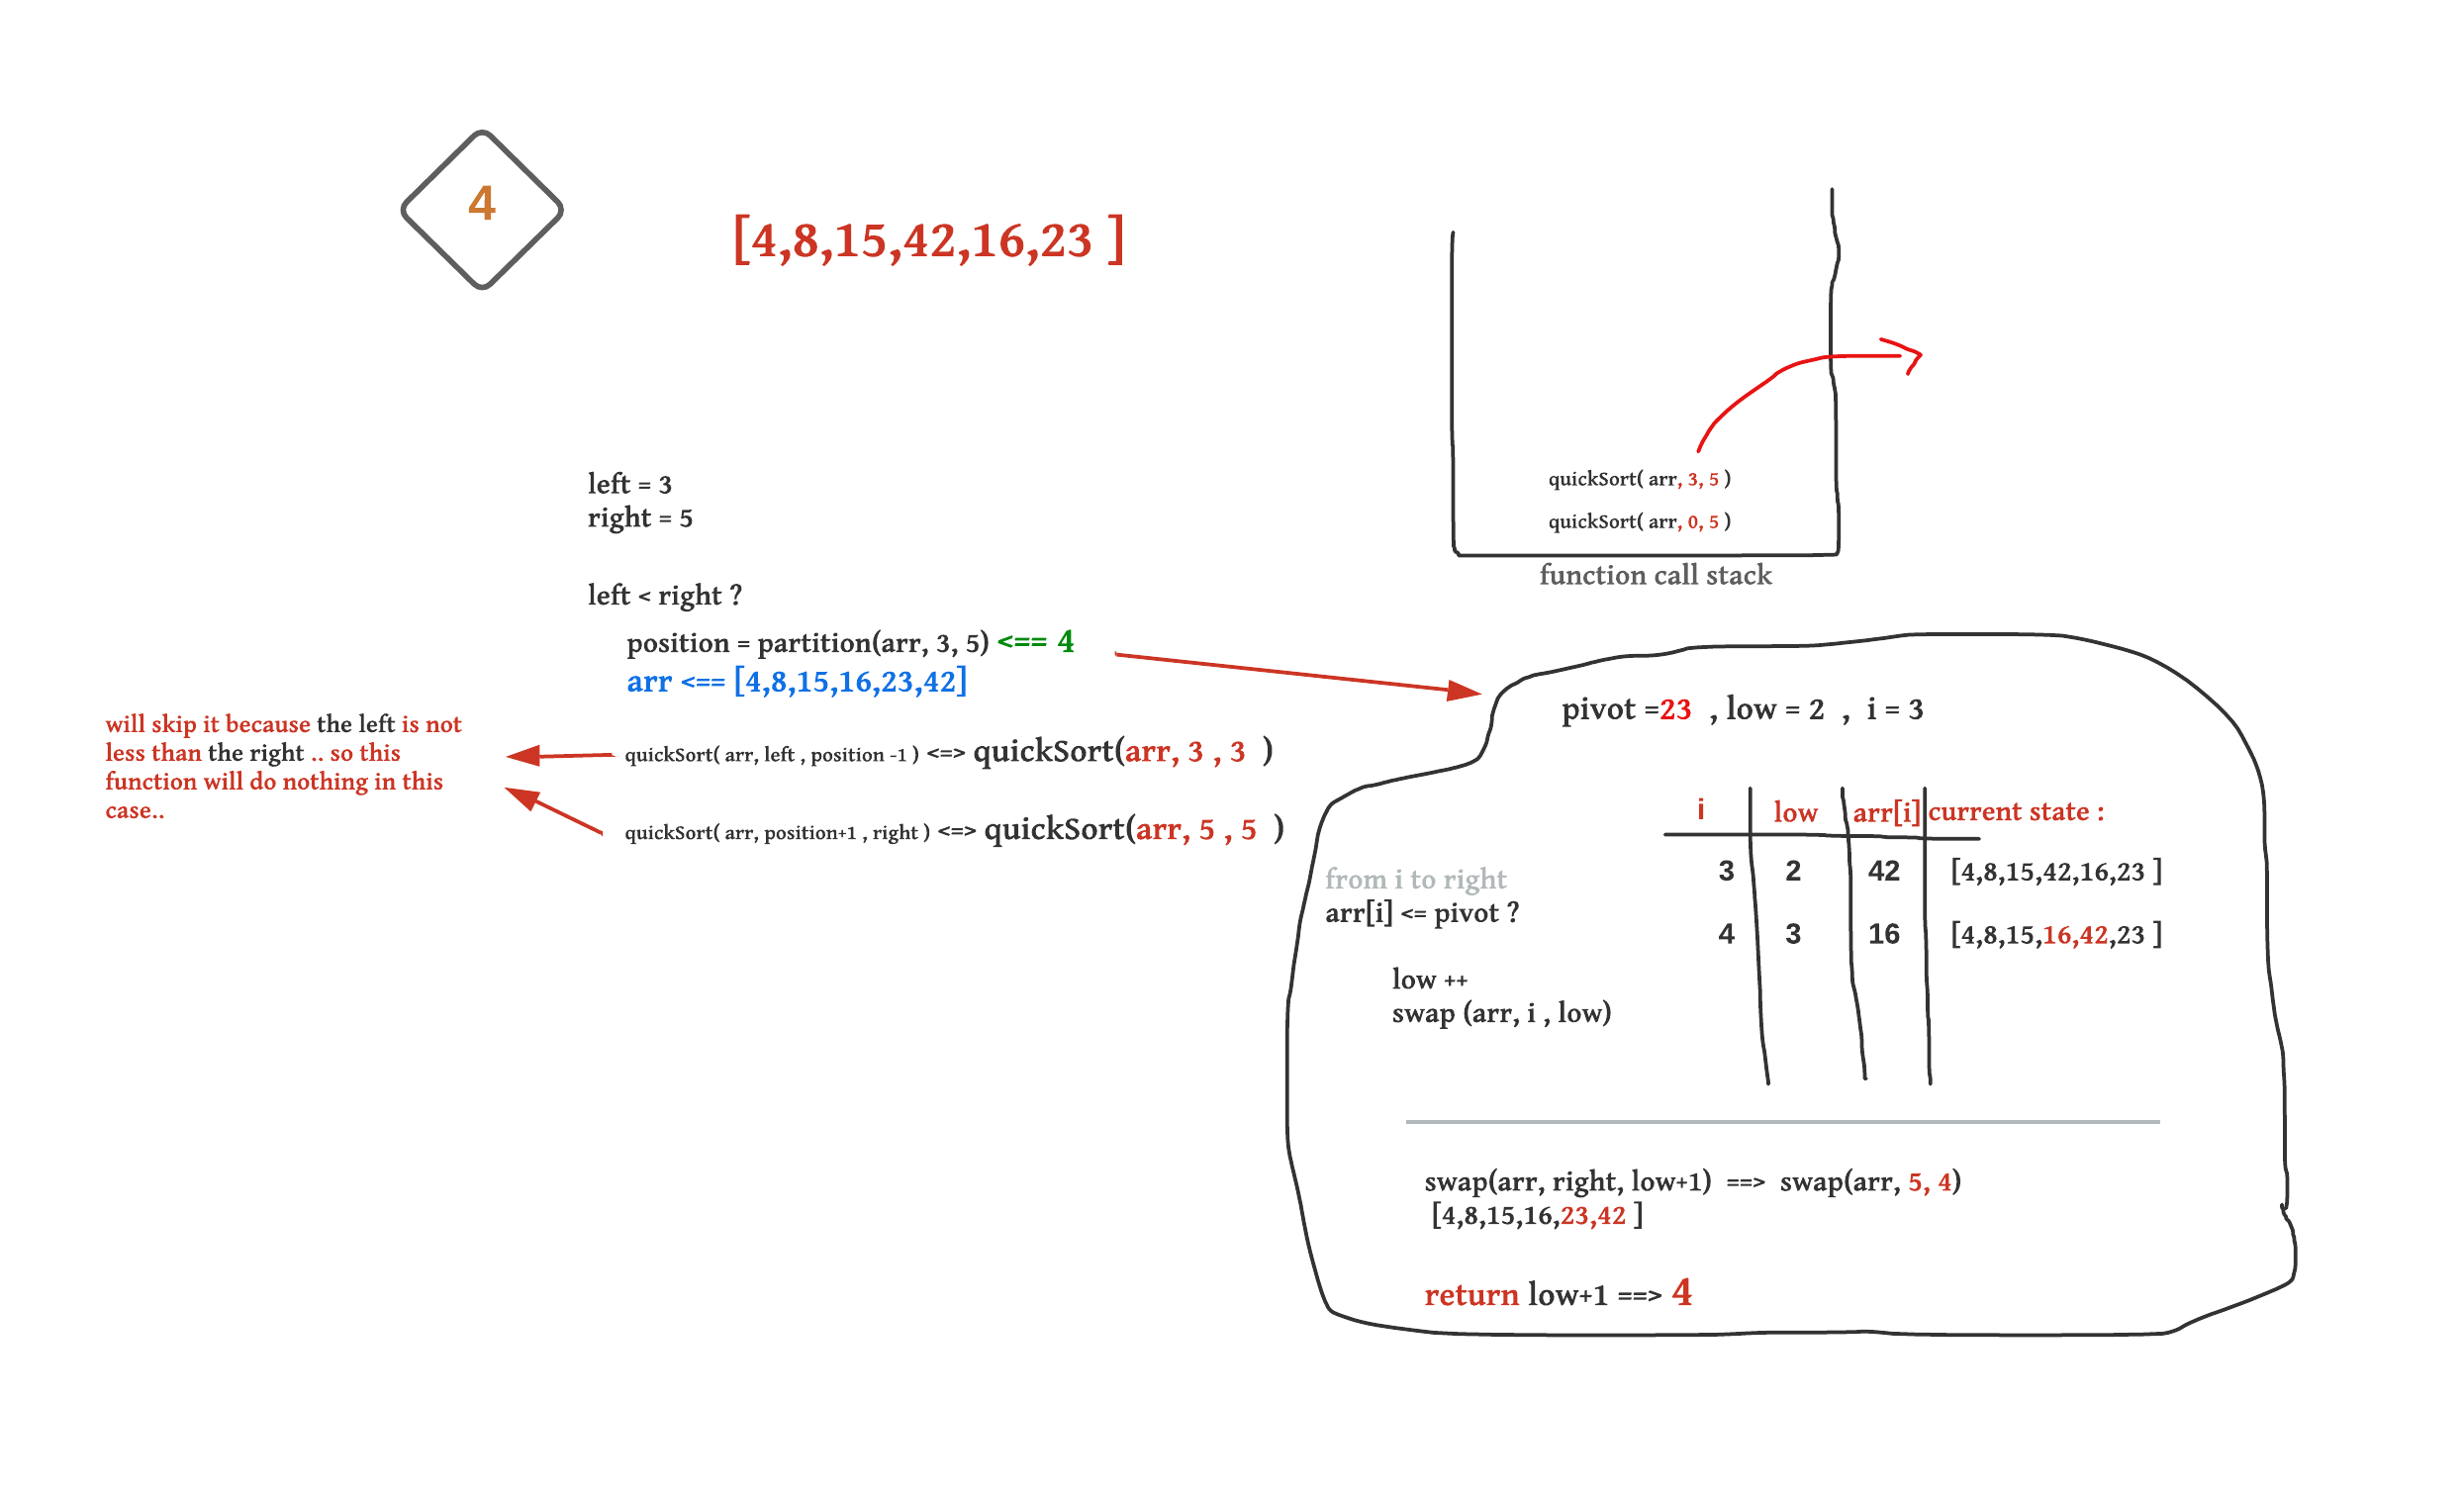 4
[4,8,15,42,16,23 ]
quickSort( arr, 3, 5 )
quickSort( arr, 0, 5 )
function call stack
left = 3
right = 5
left < right ?
position = partition(arr, 3, 5) <== 4
arr <== [4,8,15,16,23,42]
will skip it because the left is not
less than the right .. so this
function will do nothing in this
case..
quickSort( arr, left , position -1 ) <=> quickSort(arr, 3 , 3 )
quickSort( arr, position+1 , right ) <=> quickSort(arr, 5 , 5 )
pivot =23 , low = 2 , i = 3
i low arr[i] current state :
3 2 42 [4,8,15,42,16,23 ]
4 3 16 [4,8,15,16,42,23 ]
from i to right
arr[i] <= pivot ?
low ++
swap (arr, i , low)
swap(arr, right, low+1) ==> swap(arr, 5, 4)
[4,8,15,16,23,42 ]
return low+1 ==> 4